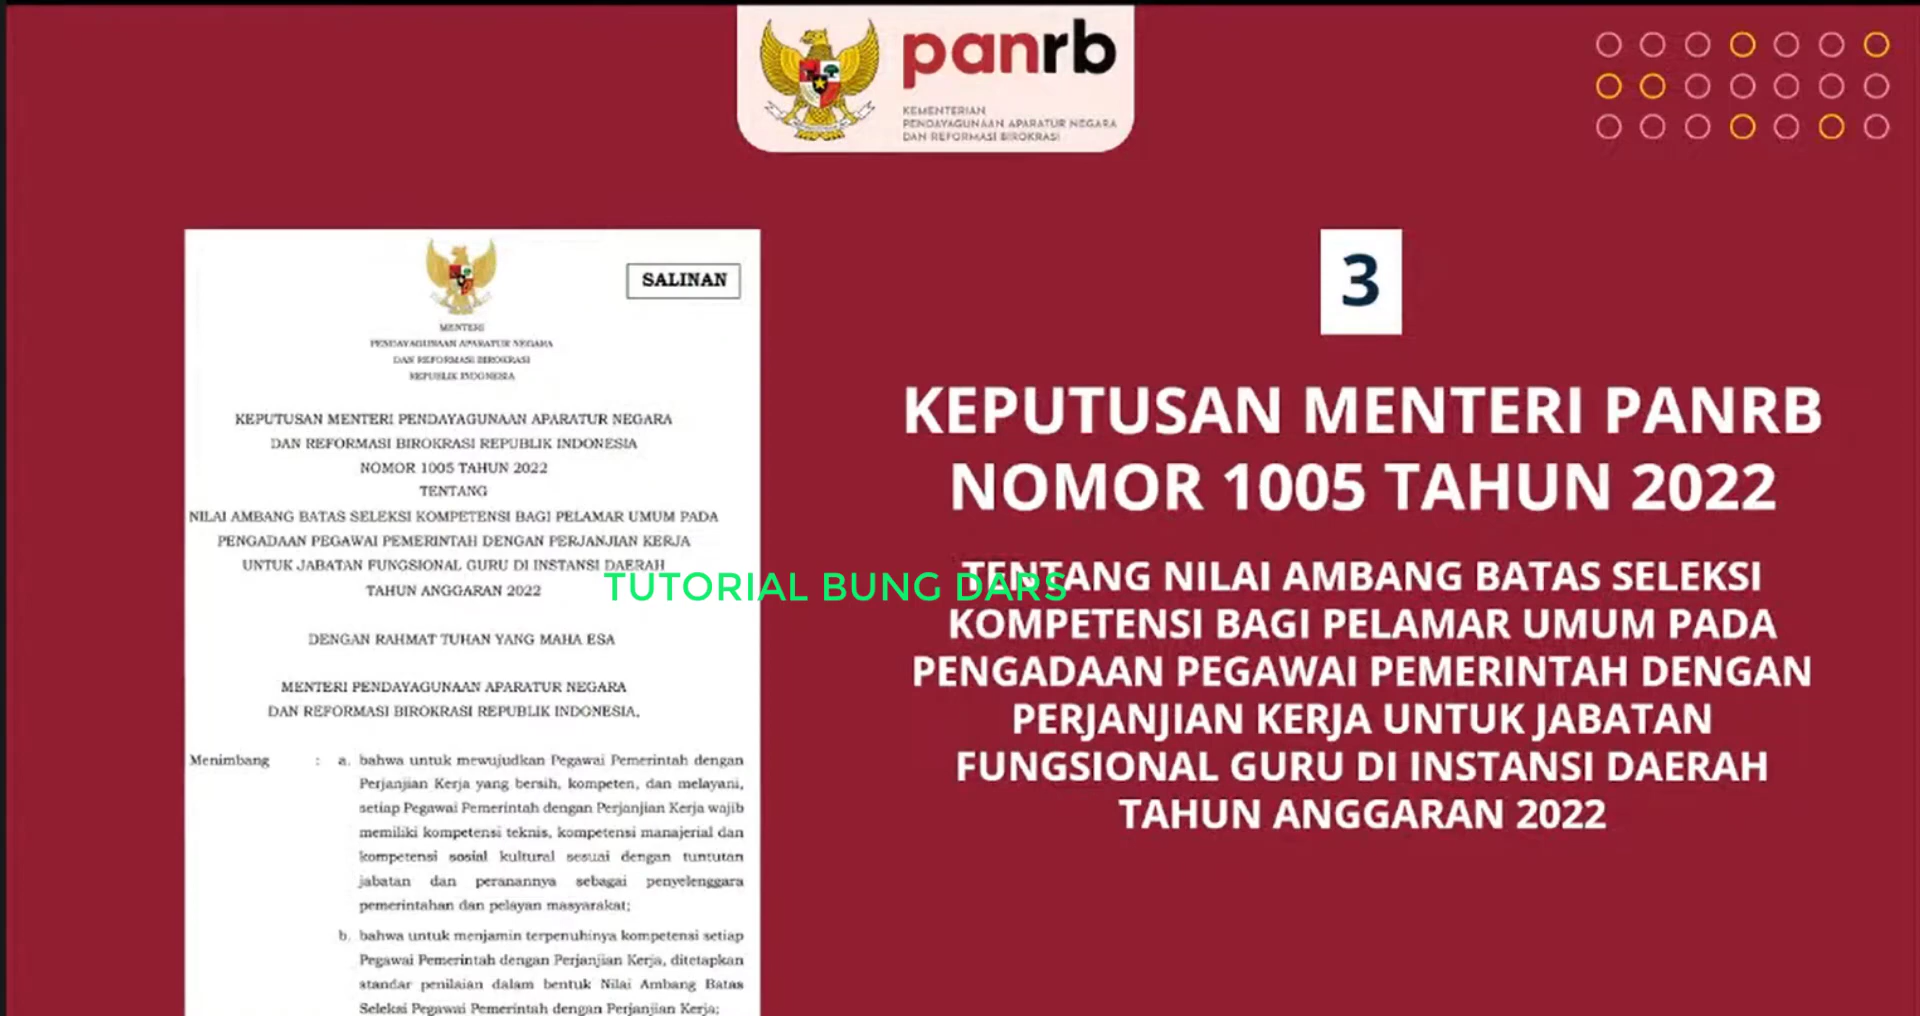 panrb
KEMENTERIAN
PENDAYAGUNAAN APARATUR NEGARA
DAN REFORMASI BIROKRASI
SALINAN
MENTERI
PENDAYAGUNAAN APARATUR NEGARA
DAN REFORMASI BIROKRASI
REPUBLIK INDONESIA
KEPUTUSAN MENTERI PENDAYAGUNAAN APARATUR NEGARA
DAN REFORMASI BIROKRASI REPUBLIK INDONESIA
NOMOR 1005 TAHUN 2022
TENTANG
NILAI AMBANG BATAS SELEKSI KOMPETENSI BAGI PELAMAR UMUM PADA
PENGADAAN PEGAWAI PEMERINTAH DENGAN PERJANJIAN KERJA
UNTUK JABATAN FUNGSIONAL GURU DI INSTANSI DAERAH
TAHUN ANGGARAN 2022
DENGAN RAHMAT TUHAN YANG MAHA ESA
MENTERI PENDAYAGUNAAN APARATUR NEGARA
DAN REFORMASI BIROKRASI REPUBLIK INDONESIA,
Menimbang : a. bahwa untuk mewujudkan Pegawai Pemerintah dengan
Perjanjian Kerja yang bersih, kompeten, dan melayani,
setiap Pegawai Pemerintah dengan Perjanjian Kerja wajib
memiliki kompetensi teknis, kompetensi manajerial dan
kompetensi sosial kultural sesuai dengan tuntutan
jabatan dan peranannya sebagai penyelenggara
pemerintahan dan pelayan masyarakat;
b. bahwa untuk menjamin terpenuhinya kompetensi setiap
Pegawai Pemerintah dengan Perjanjian Kerja, ditetapkan
standar penilaian dalam bentuk Nilai Ambang Batas
Seleksi Pegawai Pemerintah dengan Perjanjian Kerja;
TUTORIAL BUNG DARS
3
KEPUTUSAN MENTERI PANRB
NOMOR 1005 TAHUN 2022
TENTANG NILAI AMBANG BATAS SELEKSI
KOMPETENSI BAGI PELAMAR UMUM PADA
PENGADAAN PEGAWAI PEMERINTAH DENGAN
PERJANJIAN KERJA UNTUK JABATAN
FUNGSIONAL GURU DI INSTANSI DAERAH
TAHUN ANGGARAN 2022